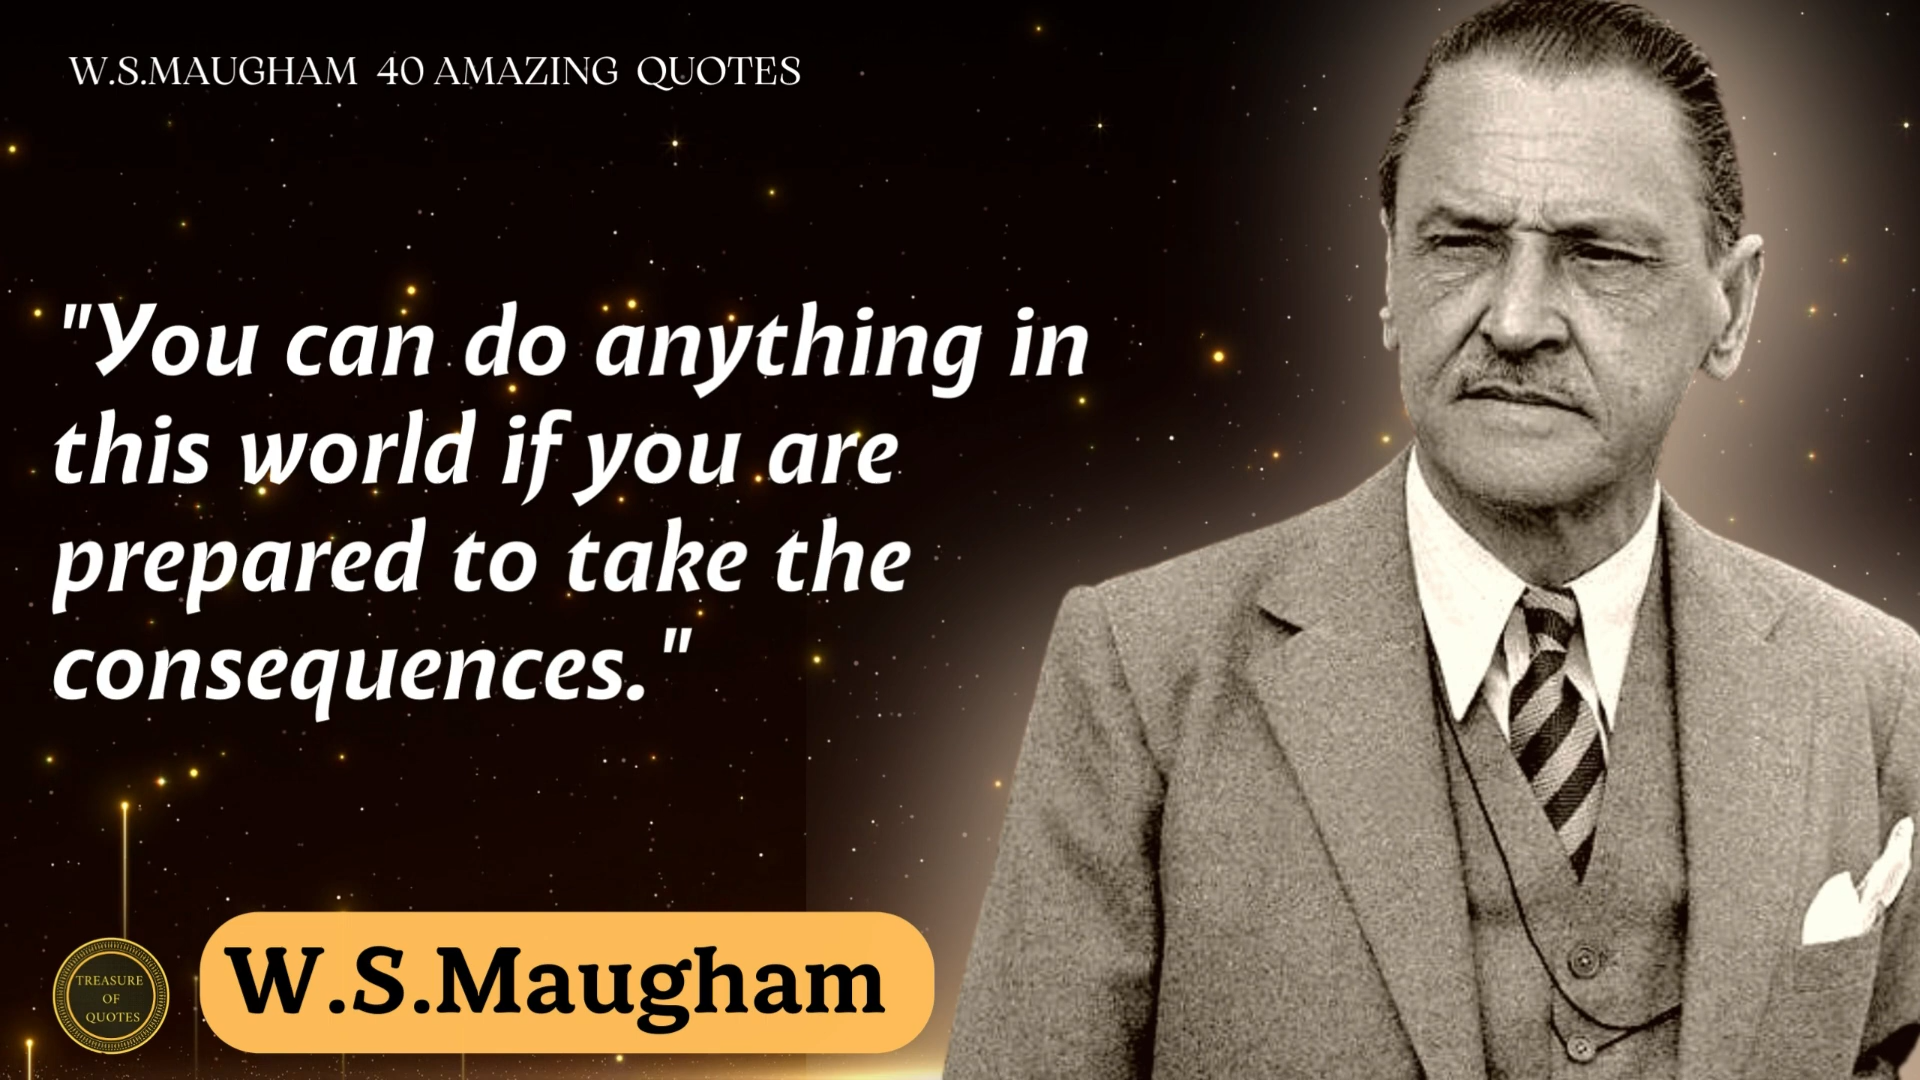 W.S.MAUGHAM 40 AMAZING QUOTES
"You can do anything in
this world if you are
prepared to take the
consequences."
W.S.Maugham
TREASURE
OF
QUOTES